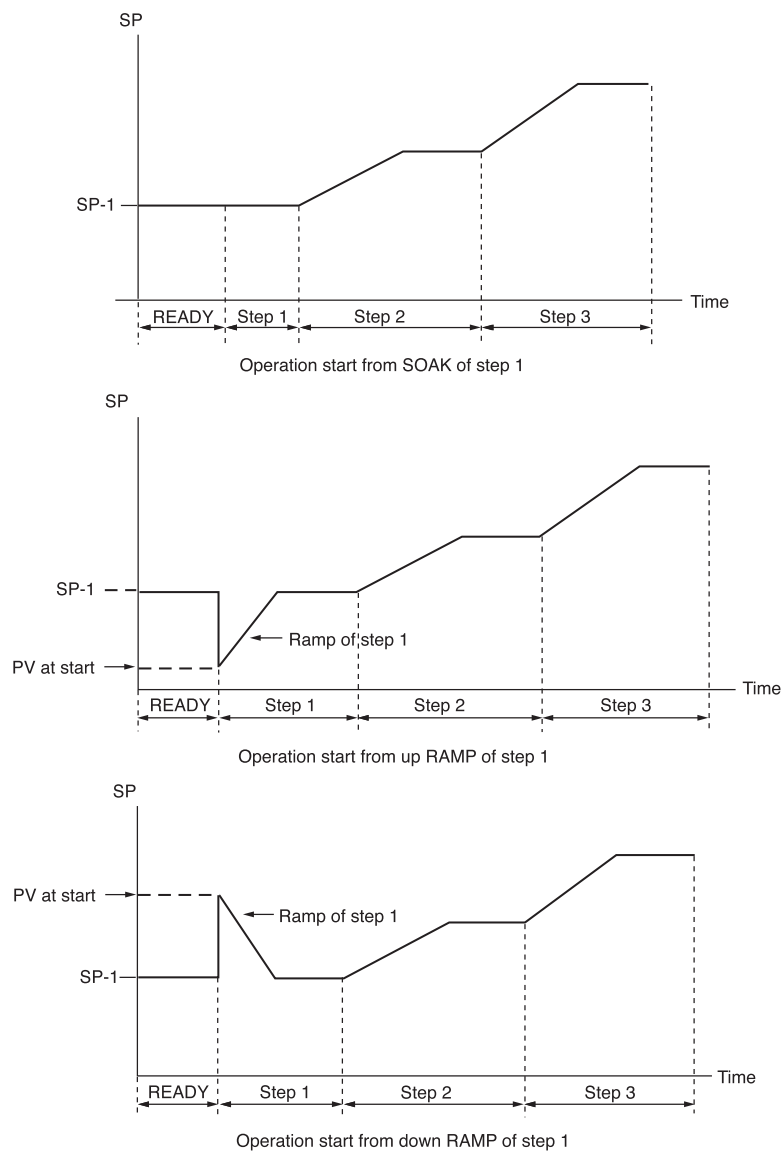 SP
SP-1
Time
READY Step 1 Step 2 Step 3
Operation start from SOAK of step 1
SP
SP-1
Ramp of step 1
PV at start
Time
READY Step 1 Step 2 Step 3
Operation start from up RAMP of step 1
SP
PV at start
Ramp of step 1
SP-1
Time
READY Step 1 Step 2 Step 3
Operation start from down RAMP of step 1